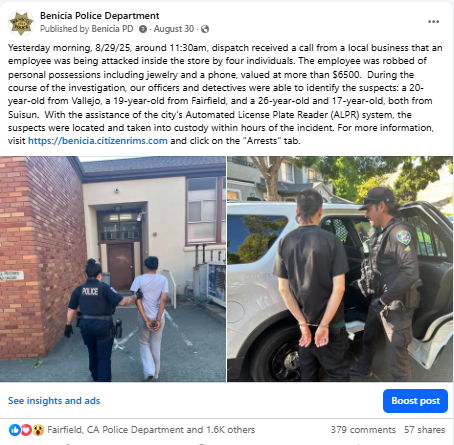 Benicia Police Department
Published by Benicia PD · August 30 ·
Yesterday morning, 8/29/25, around 11:30am, dispatch received a call from a local business that an
employee was being attacked inside the store by four individuals. The employee was robbed of
personal possessions including jewelry and a phone, valued at more than $6500. During the
course of the investigation, our officers and detectives were able to identify the suspects: a 20-
year-old from Vallejo, a 19-year-old from Fairfield, and a 26-year-old and 17-year-old, both from
Suisun. With the assistance of the city's Automated License Plate Reader (ALPR) system, the
suspects were located and taken into custody within hours of the incident. For more information,
visit https://benicia.citizenrims.com and click on the "Arrests" tab.
POLICE
See insights and ads
Boost post
Fairfield, CA Police Department and 1.6K others
379 comments 57 shares